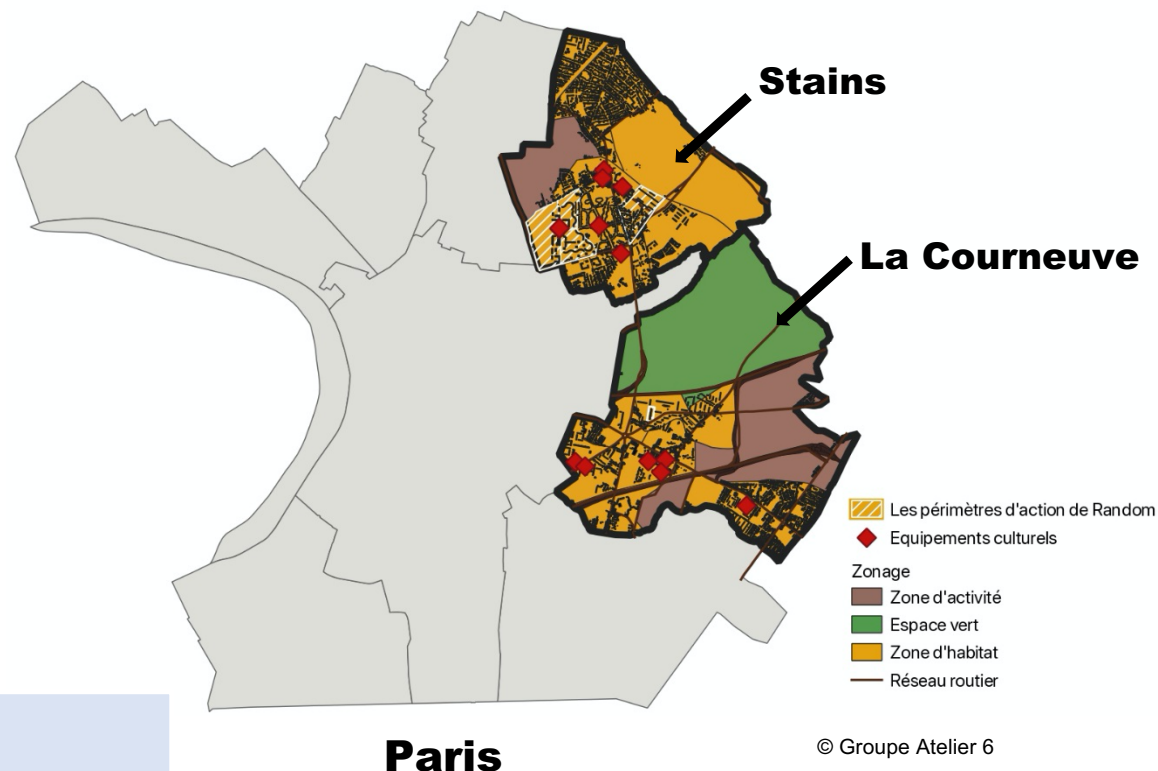 Stains
La Courneuve
Les périmètres d'action de Random
Equipements culturels
Zonage
Zone d'activité
Espace vert
Zone d'habitat
Réseau routier
Paris
© Groupe Atelier 6